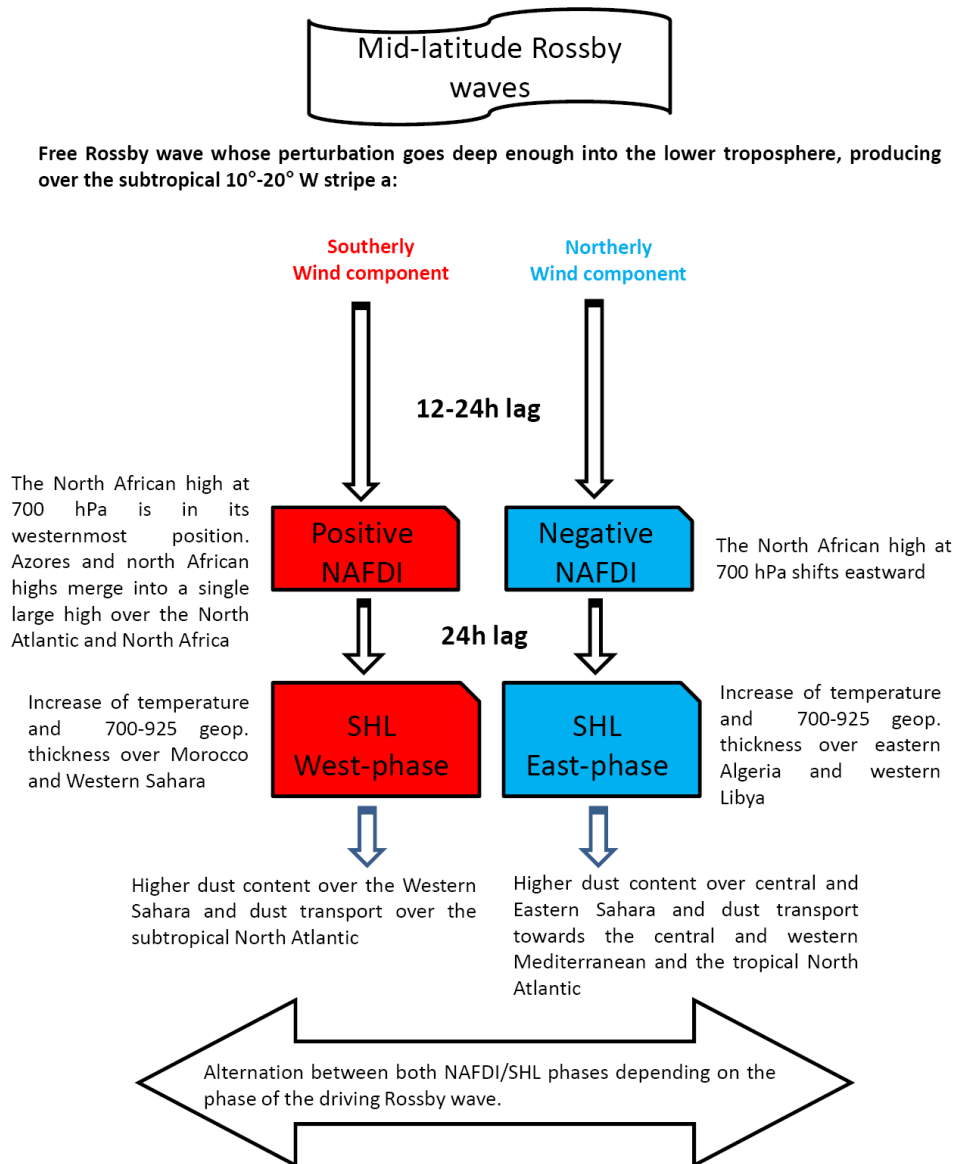 Mid-latitude Rossby
waves
Free Rossby wave whose perturbation goes deep enough into the lower troposphere, producing
over the subtropical 10°-20° W stripe a:
Southerly
Wind component
Northerly
Wind component
12-24h lag
The North African high at
700 hPa is in its
westernmost position.
Azores and north African
highs merge into a single
large high over the North
Atlantic and North Africa
Positive
NAFDI
Negative
NAFDI
The North African high at
700 hPa shifts eastward
24h lag
Increase of temperature
and 700-925 geop.
thickness over Morocco
and Western Sahara
SHL
West-phase
SHL
East-phase
Increase of temperature
and 700-925 geop.
thickness over eastern
Algeria and western
Libya
Higher dust content over the Western
Sahara and dust transport over the
subtropical North Atlantic
Higher dust content over central and
Eastern Sahara and dust transport
towards the central and western
Mediterranean and the tropical North
Atlantic
Alternation between both NAFDI/SHL phases depending on the
phase of the driving Rossby wave.